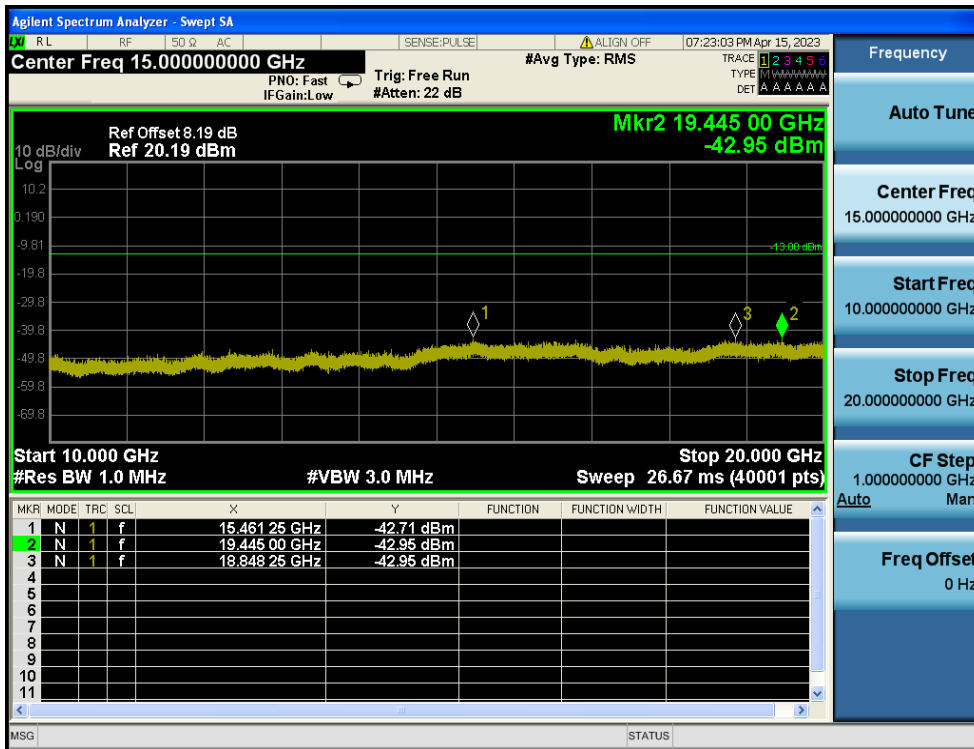 Agilent Spectrum Analyzer - Swept SA
LXI RL RF 50 Ω AC SENSE:PULSE ALIGN OFF 07:23:03 PM Apr 15, 2023
Center Freq 15.000000000 GHz
#Avg Type: RMS
TRACE 1 2 3 4 5 6
PNO: Fast Trig: Free Run
TYPE MWWWWW
IFGain:Low #Atten: 22 dB
DET A A A A A A
Mkr2 19.445 00 GHz
-42.95 dBm
Ref Offset 8.19 dB
10 dB/div Ref 20.19 dBm
Log
10.2
0.190
-9.81
-13.00 dBm
-19.8
-29.8
1
3
2
-39.8
-49.8
-59.8
-69.8
Start 10.000 GHz Stop 20.000 GHz
#Res BW 1.0 MHz #VBW 3.0 MHz Sweep 26.67 ms (40001 pts)
MKR MODE TRC SCL X Y FUNCTION FUNCTION WIDTH FUNCTION VALUE
1 N 1 f 15.461 25 GHz -42.71 dBm
2 N 1 f 19.445 00 GHz -42.95 dBm
3 N 1 f 18.848 25 GHz -42.95 dBm
4
5
6
7
8
9
10
11
MSG STATUS
Frequency
Auto Tune
Center Freq
15.000000000 GHz
Start Freq
10.000000000 GHz
Stop Freq
20.000000000 GHz
CF Step
1.000000000 GHz
Auto Man
Freq Offset
0 Hz